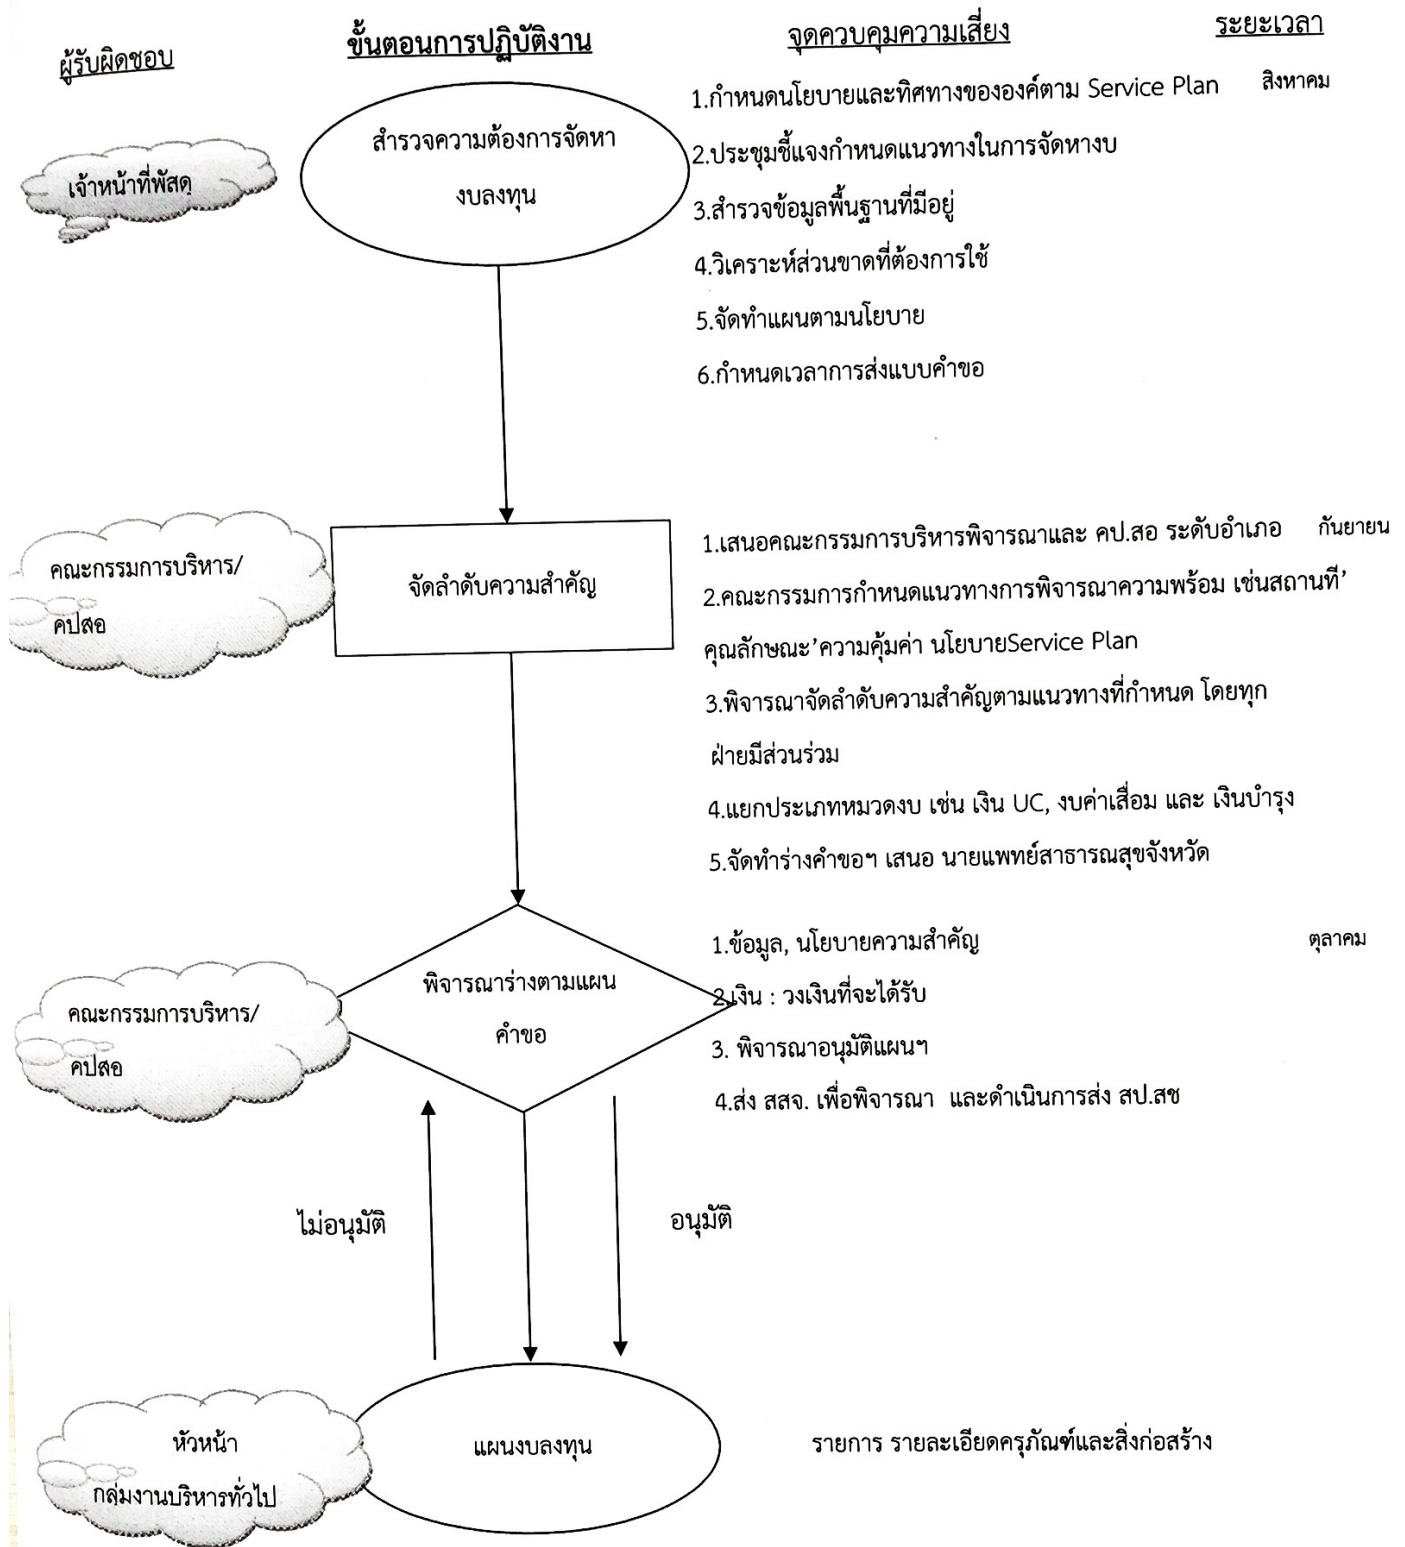 ผู้รับผิดชอบ
ขั้นตอนการปฏิบัติงาน
จุดควบคุมความเสี่ยง
ระยะเวลา
เจ้าหน้าที่พัสดุ
สำรวจความต้องการจัดหา
งบลงทุน
1.กำหนดนโยบายและทิศทางขององค์ตาม Service Plan
สิงหาคม
2.ประชุมชี้แจงกำหนดแนวทางในการจัดหางบ
3.สำรวจข้อมูลพื้นฐานที่มีอยู่
4.วิเคราะห์ส่วนขาดที่ต้องการใช้
5.จัดทำแผนตามนโยบาย
6.กำหนดเวลาการส่งแบบคำขอ
คณะกรรมการบริหาร/
คปสอ
จัดลำดับความสำคัญ
1.เสนอคณะกรรมการบริหารพิจารณาและ คป.สอ ระดับอำเภอ
กันยายน
2.คณะกรรมการกำหนดแนวทางการพิจารณาความพร้อม เช่นสถานที'
คุณลักษณะ'ความคุ้มค่า นโยบายService Plan
3.พิจารณาจัดลำดับความสำคัญตามแนวทางที่กำหนด โดยทุก
ฝ่ายมีส่วนร่วม
4.แยกประเภทหมวดงบ เช่น เงิน UC, งบค่าเสื่อม และ เงินบำรุง
5.จัดทำร่างคำขอฯ เสนอ นายแพทย์สาธารณสุขจังหวัด
คณะกรรมการบริหาร/
คปสอ
พิจารณาร่างตามแผน
คำขอ
1.ข้อมูล, นโยบายความสำคัญ
ตุลาคม
2.เงิน : วงเงินที่จะได้รับ
3. พิจารณาอนุมัติแผนฯ
4.ส่ง สสจ. เพื่อพิจารณา และดำเนินการส่ง สป.สช
ไม่อนุมัติ
อนุมัติ
หัวหน้า
กลุ่มงานบริหารทั่วไป
แผนงบลงทุน
รายการ รายละเอียดครุภัณฑ์และสิ่งก่อสร้าง